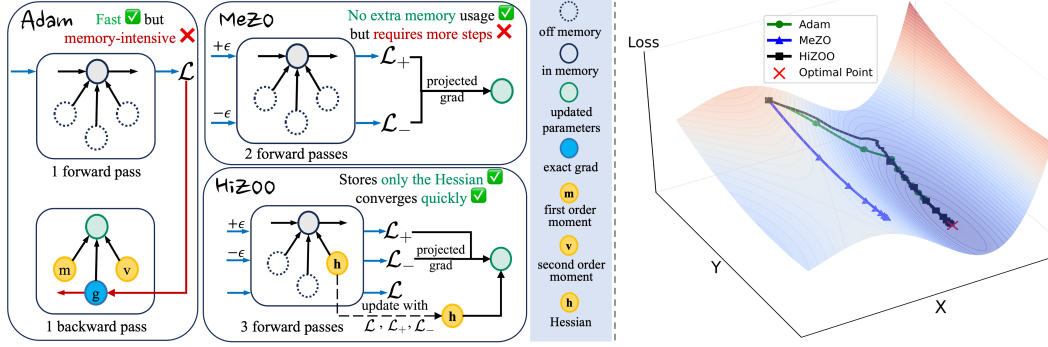 Adam
Fast ✅ but
memory-intensive ❌
ℒ
1 forward pass
m
v
g
1 backward pass
MeZO
No extra memory usage ✅
but requires more steps ❌
+ϵ
−ϵ
ℒ₊
ℒ₋
projected
grad
2 forward passes
HiZOO
Stores only the Hessian ✅
converges quickly ✅
+ϵ
−ϵ
h
ℒ₊
ℒ₋
ℒ
projected
grad
update with
ℒ, ℒ₊, ℒ₋
h
3 forward passes
off memory
in memory
updated
parameters
exact grad
m
first order
moment
v
second order
moment
h
Hessian
Loss
Adam
MeZO
HiZOO
Optimal Point
Y
X